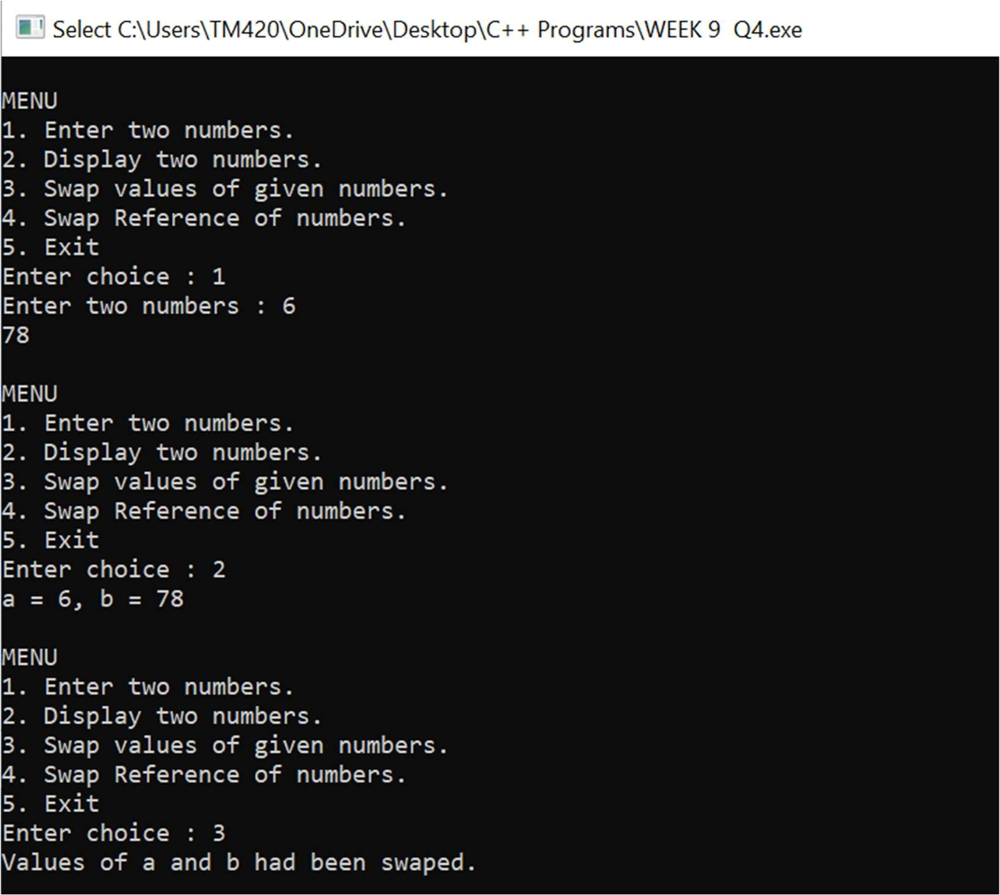 Select C:\Users\TM420\OneDrive\Desktop\C++ Programs\WEEK 9  Q4.exe
MENU
1. Enter two numbers.
2. Display two numbers.
3. Swap values of given numbers.
4. Swap Reference of numbers.
5. Exit
Enter choice : 1
Enter two numbers : 6
78
MENU
1. Enter two numbers.
2. Display two numbers.
3. Swap values of given numbers.
4. Swap Reference of numbers.
5. Exit
Enter choice : 2
a = 6, b = 78
MENU
1. Enter two numbers.
2. Display two numbers.
3. Swap values of given numbers.
4. Swap Reference of numbers.
5. Exit
Enter choice : 3
Values of a and b had been swaped.